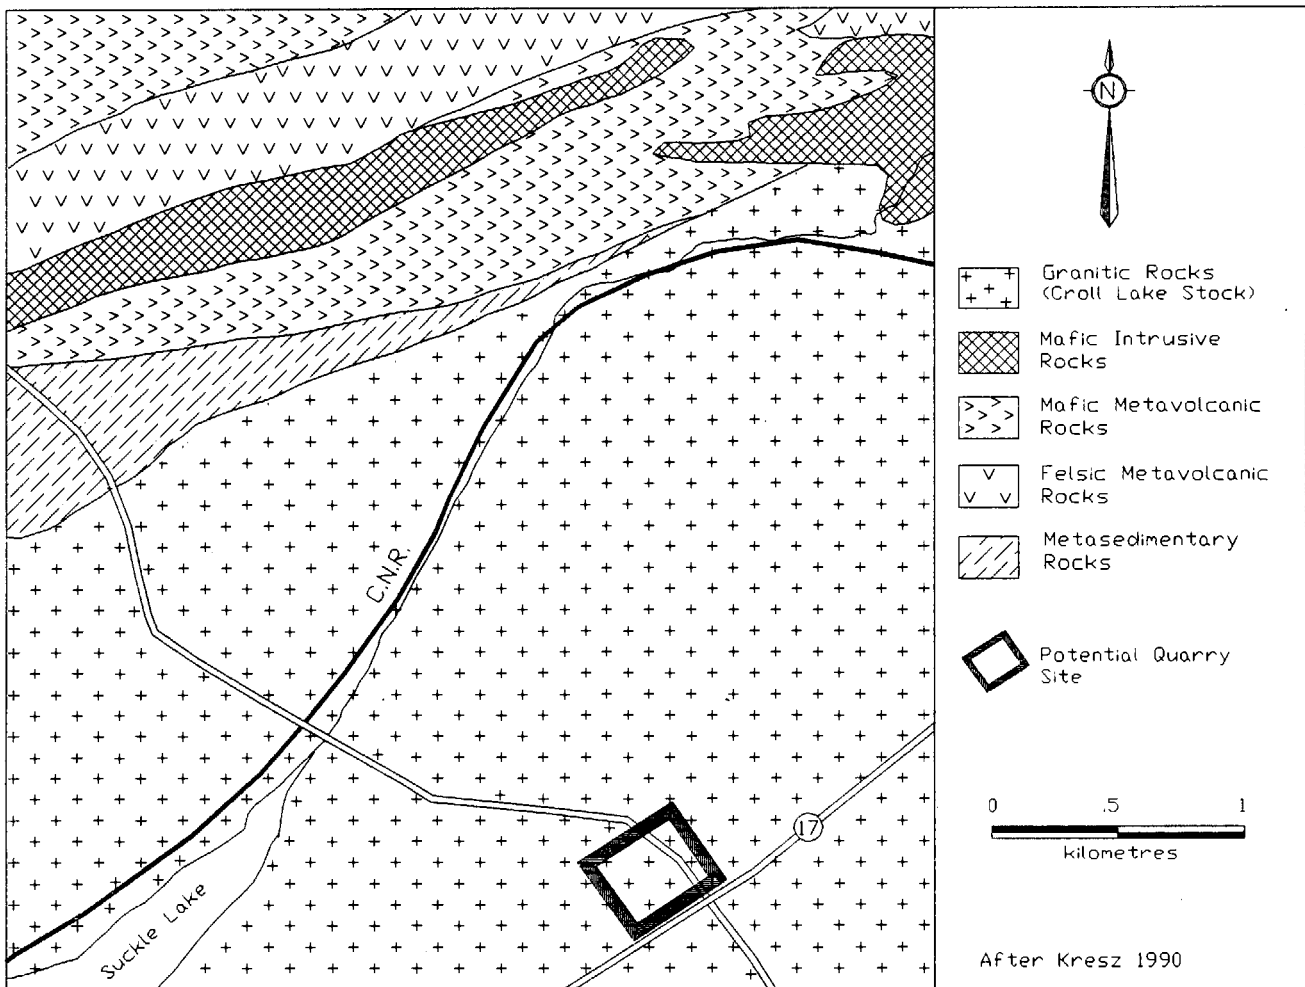 N
Granitic Rocks
(Croll Lake Stock)
Mafic Intrusive
Rocks
Mafic Metavolcanic
Rocks
Felsic Metavolcanic
Rocks
Metasedimentary
Rocks
Potential Quarry
Site
0 .5 1
kilometres
After Kresz 1990
C.N.R.
17
Suckle Lake